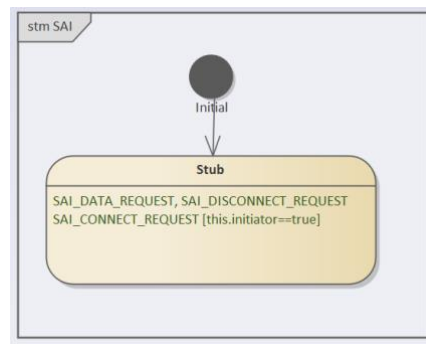 stm SAI
Initial
Stub
SAI_DATA_REQUEST, SAI_DISCONNECT_REQUEST
SAI_CONNECT_REQUEST [this.initiator==true]